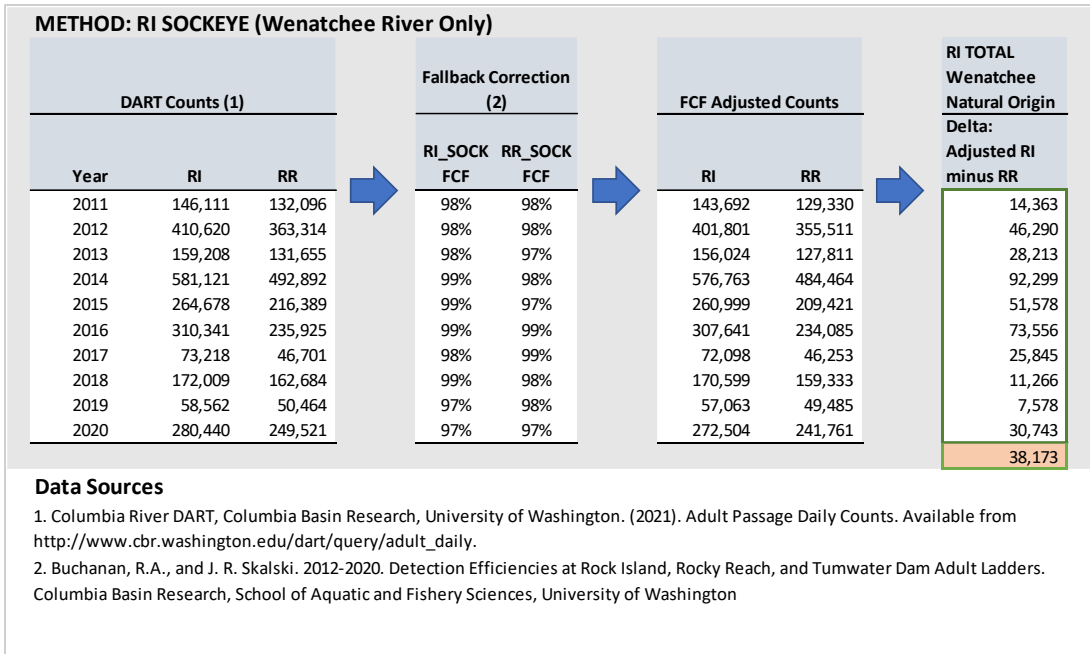 METHOD: RI SOCKEYE (Wenatchee River Only)
DART Counts (1)
Fallback Correction
(2)
FCF Adjusted Counts
RI TOTAL
Wenatchee
Natural Origin
Year RI RR
RI_SOCK RR_SOCK
FCF FCF
RI RR
Delta:
Adjusted RI
minus RR
2011 146,111 132,096 98% 98% 143,692 129,330 14,363
2012 410,620 363,314 98% 98% 401,801 355,511 46,290
2013 159,208 131,655 98% 97% 156,024 127,811 28,213
2014 581,121 492,892 99% 98% 576,763 484,464 92,299
2015 264,678 216,389 99% 97% 260,999 209,421 51,578
2016 310,341 235,925 99% 99% 307,641 234,085 73,556
2017 73,218 46,701 98% 99% 72,098 46,253 25,845
2018 172,009 162,684 99% 98% 170,599 159,333 11,266
2019 58,562 50,464 97% 98% 57,063 49,485 7,578
2020 280,440 249,521 97% 97% 272,504 241,761 30,743
38,173
Data Sources
1. Columbia River DART, Columbia Basin Research, University of Washington. (2021). Adult Passage Daily Counts. Available from
http://www.cbr.washington.edu/dart/query/adult_daily.
2. Buchanan, R.A., and J. R. Skalski. 2012-2020. Detection Efficiencies at Rock Island, Rocky Reach, and Tumwater Dam Adult Ladders.
Columbia Basin Research, School of Aquatic and Fishery Sciences, University of Washington